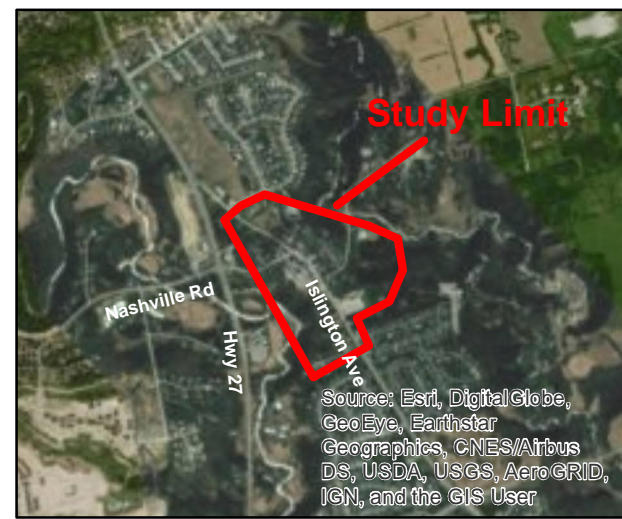 Study Limit
Nashville Rd
Islington Ave
Hwy 27
Source: Esri, DigitalGlobe,
GeoEye, Earthstar
Geographics, CNES/Airbus
DS, USDA, USGS, AeroGRID,
IGN, and the GIS User